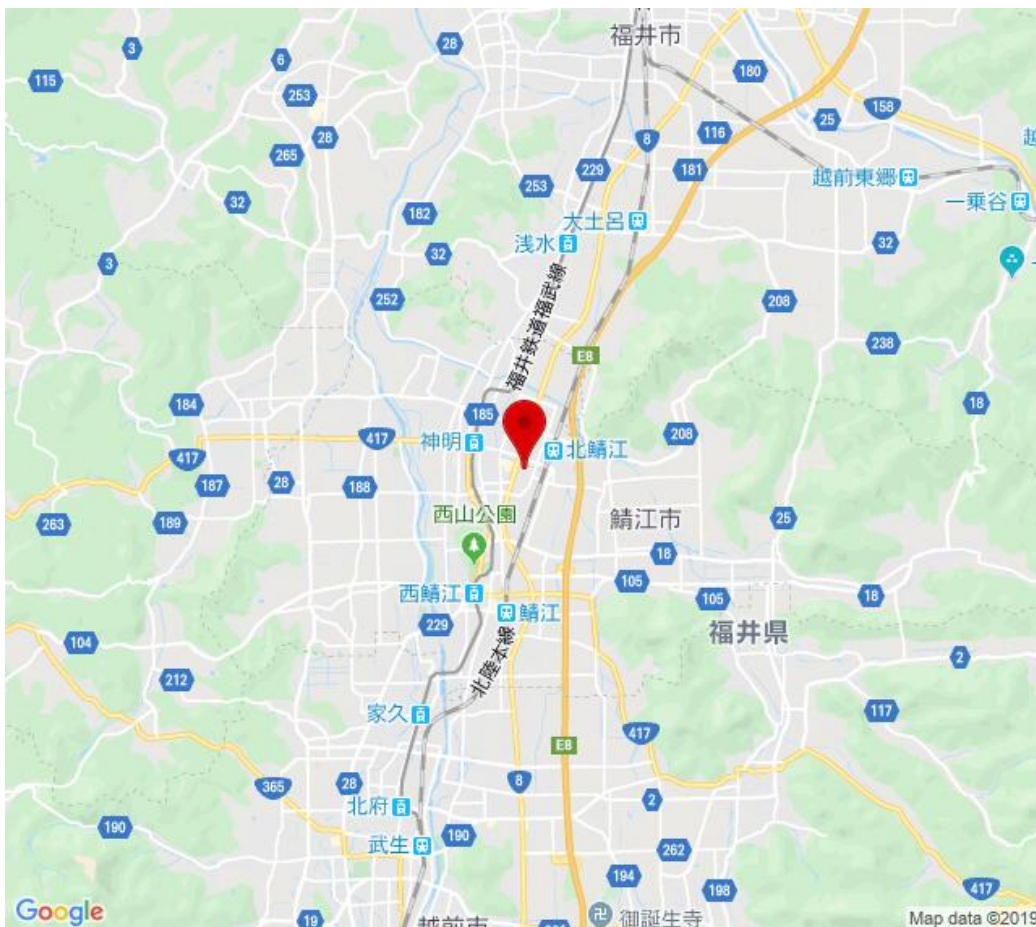 28
福井市
3
6
180
115
253
158
28
25
116
8
265
229
181
越前東郷
253
一乗谷
32
182
大土呂
浅水
32
32
3
252
208
福井鉄道福武線
E8
238
184
185
18
417
神明
北鯖江
208
417
187
28
188
西山公園
鯖江市
25
263
189
18
105
西鯖江
105
18
鯖江
229
福井県
104
北陸本線
2
212
117
家久
417
E8
365
28
8
北府
2
190
190
武生
262
194
198
417
Google
19
越前市
御誕生寺
Map data ©2019